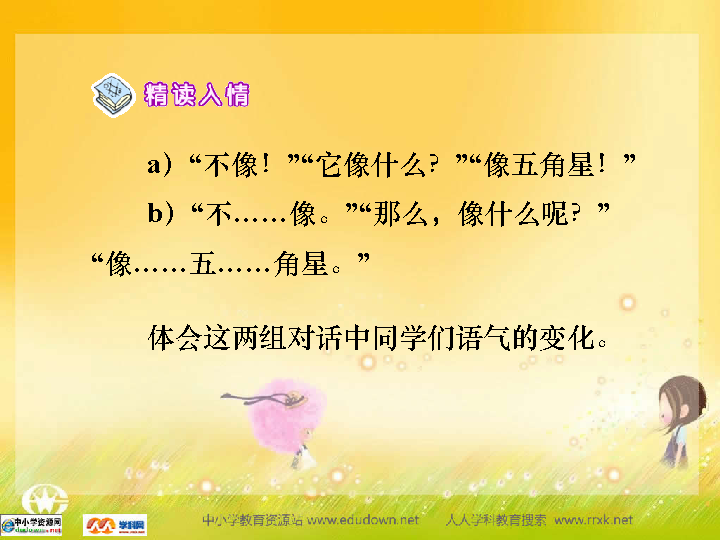 精读入情
a）“不像！”“它像什么？”“像五角星！”
b）“不……像。”“那么，像什么呢？”
“像……五……角星。”
体会这两组对话中同学们语气的变化。
中小学资源网 学科网 中小学教育资源站 www.edudown.net 人人学科教育搜索 www.rrxk.net